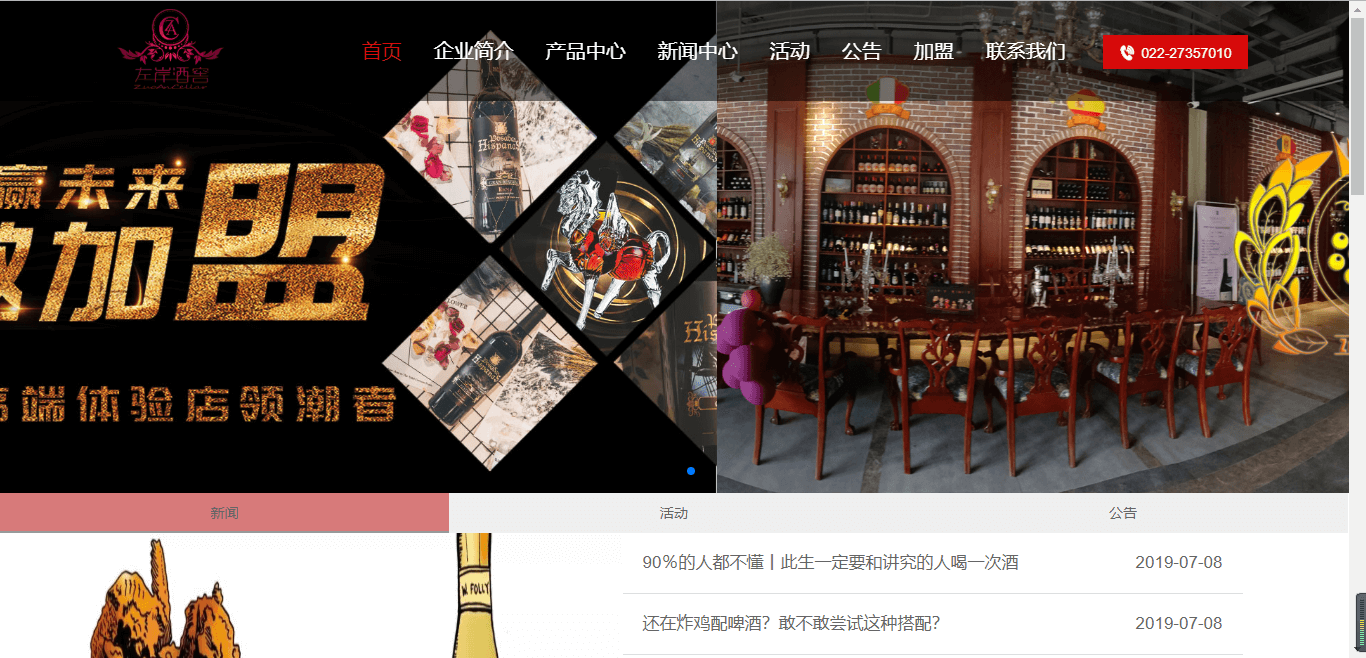 左岸酒窖
ZuoAnCellar
首页 企业简介 产品中心 新闻中心 活动 公告 加盟 联系我们 022-27357010
赢未来
加盟
高端体验店领潮者
新闻 活动 公告
90%的人都不懂丨此生一定要和讲究的人喝一次酒 2019-07-08
还在炸鸡配啤酒？敢不敢尝试这种搭配？ 2019-07-08
W. FOLLY